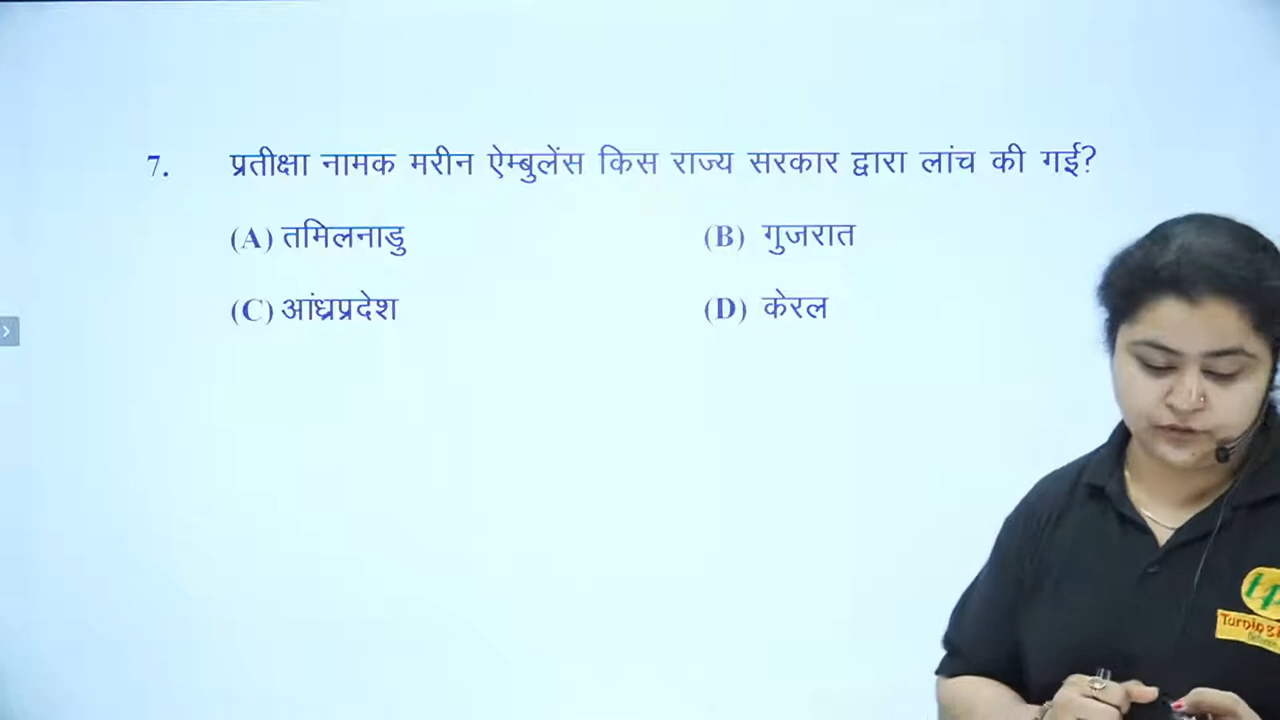 7. प्रतीक्षा नामक मरीन ऐम्बुलेंस किस राज्य सरकार द्वारा लांच की गई?
(A) तमिलनाडु (B) गुजरात
(C) आंध्रप्रदेश (D) केरल